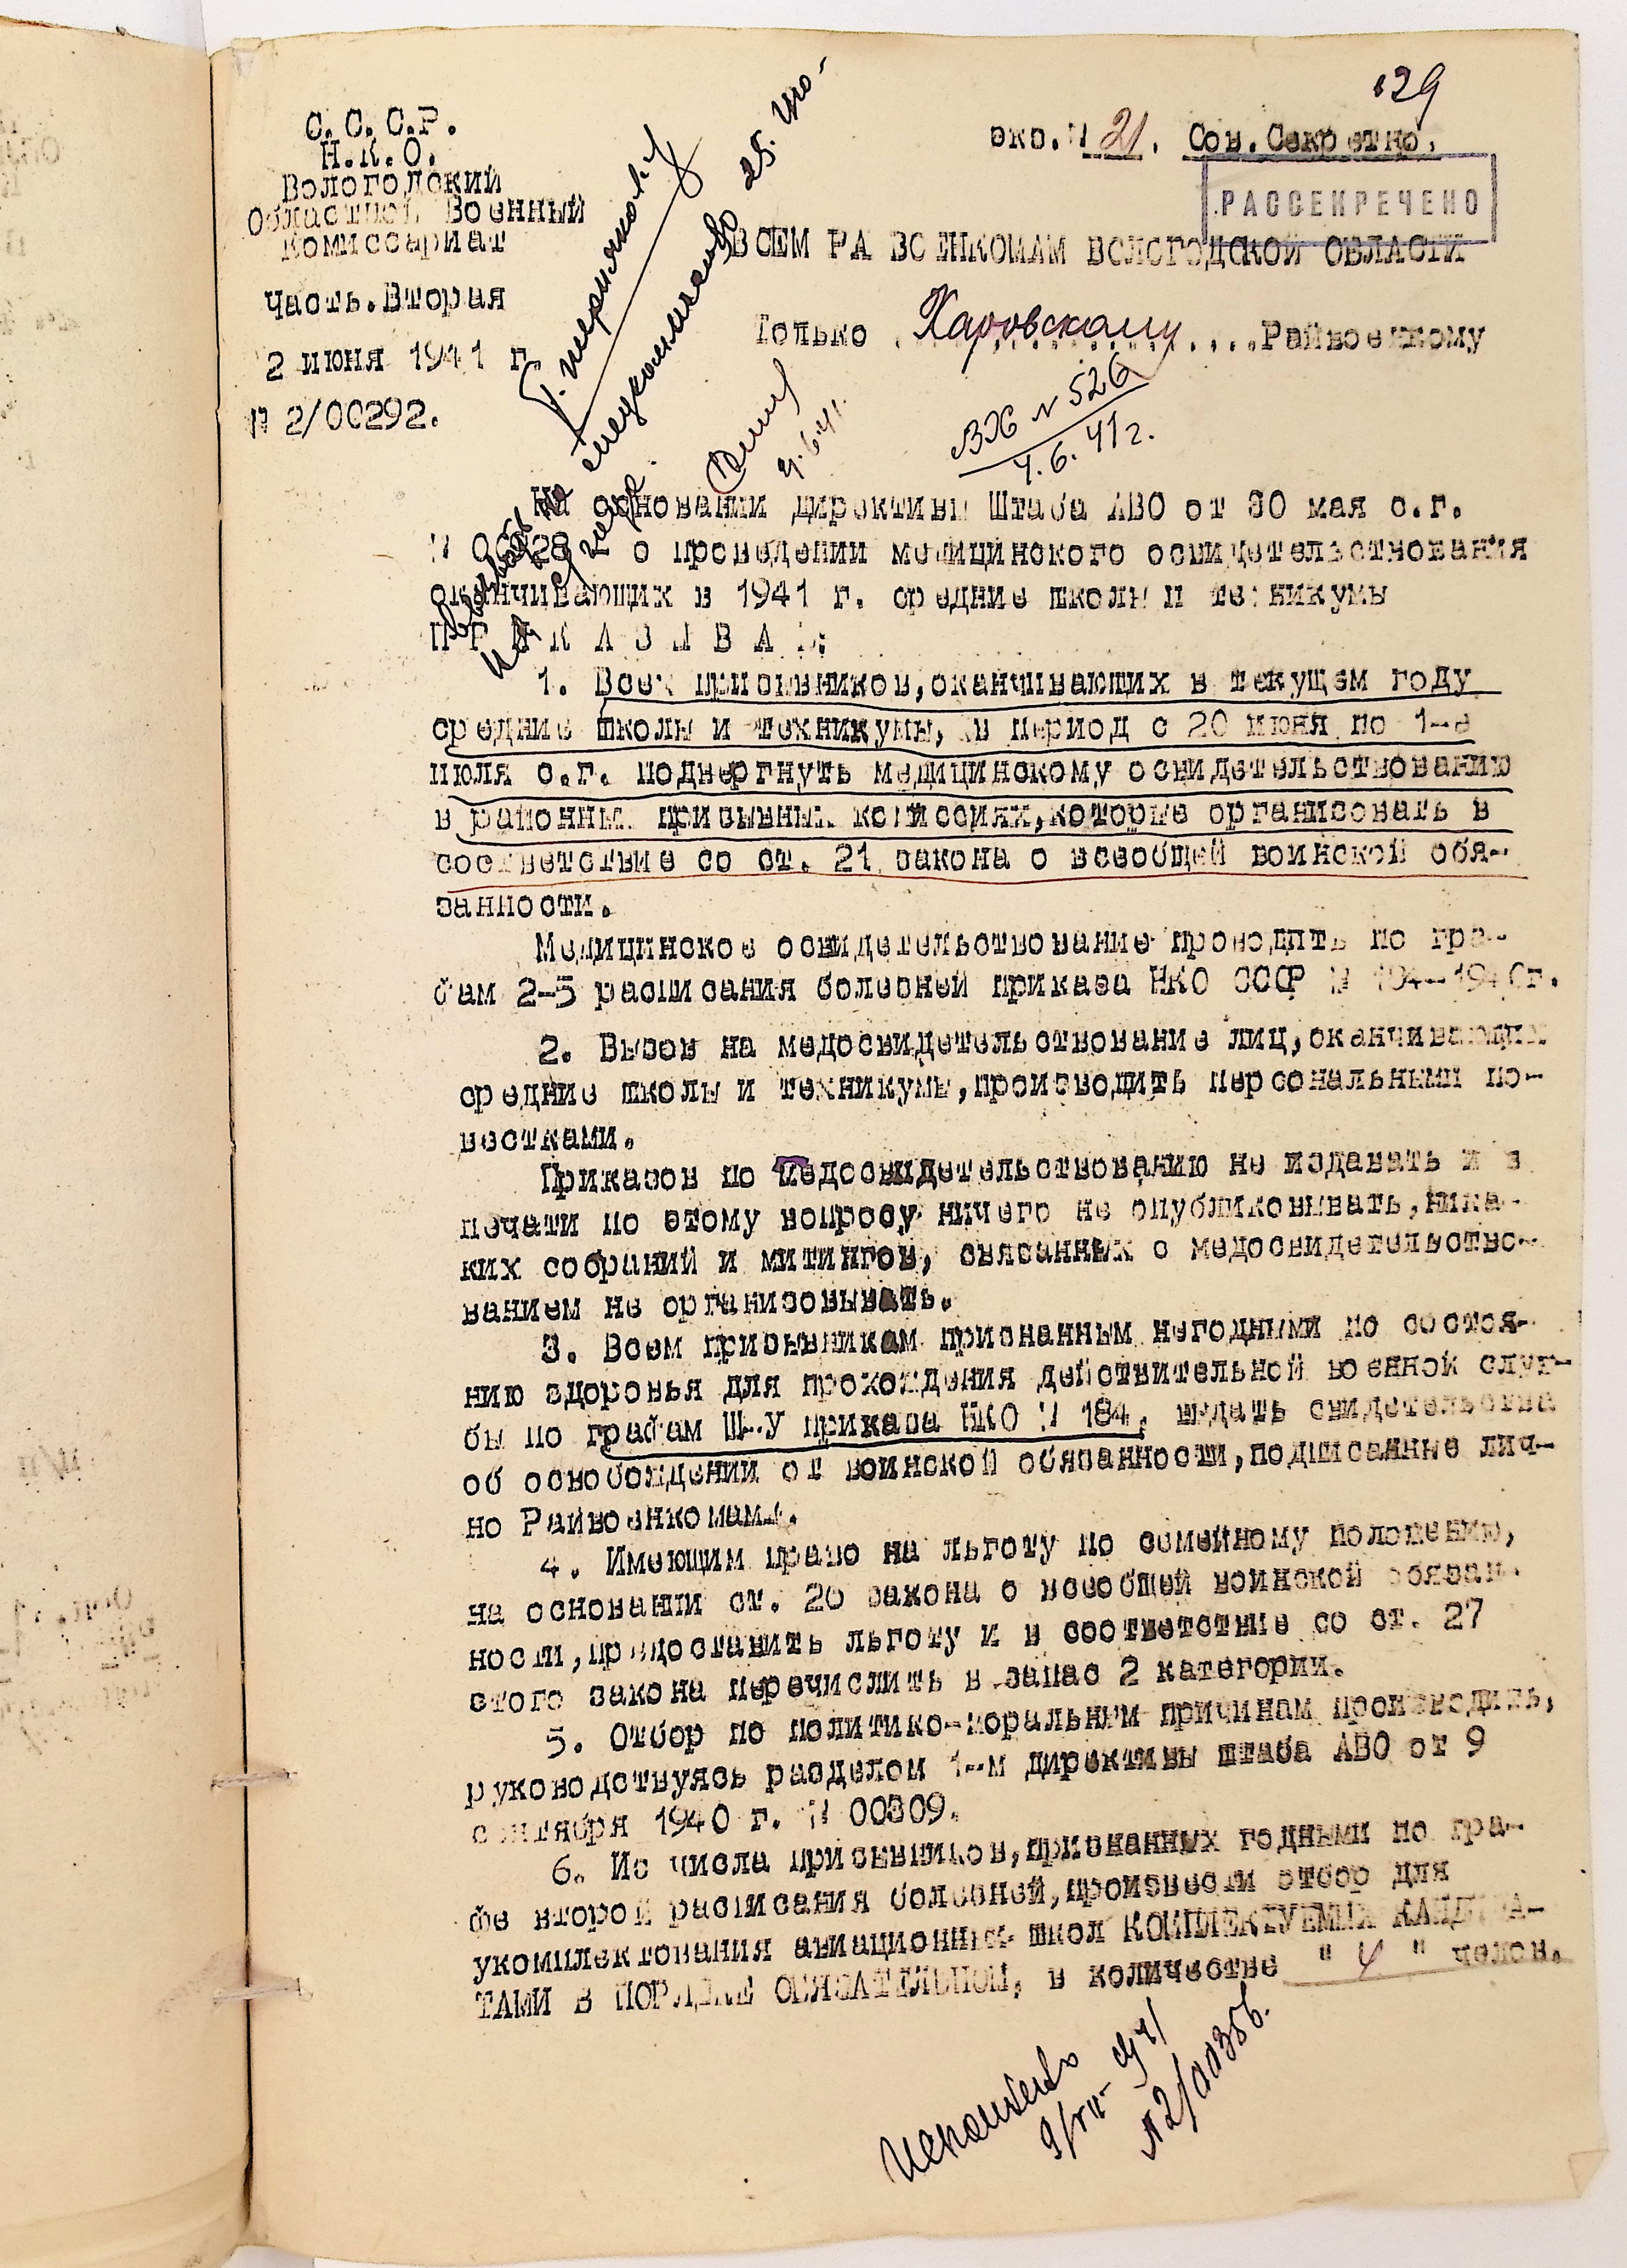 129
С.С.С.Р.
Н.К.О.
Вологодский
Областной Военный
Комиссариат
Часть.Вторая
2 июня 1941 г.
№ 2/00292.
экз.№ 21. Сов.Секретно.
РАССЕКРЕЧЕНО
ВСЕМ РАЙВОЕНКОМАМ ВОЛОГОДСКОЙ ОБЛАСТИ
Только Харовскому Райвоенкому
ВХ № 526
4.6.41г.
На основании директивы Штаба АВО от 30 мая с.г.
о проведении медицинского освидетельствования
оканчивающих в 1941 г. средние школы и техникумы
П Р И К А З Ы В А Ю:
1. Всех призывников,оканчивающих в текущем году
средние школы и техникумы, в период с 20 июня по 1-е
июля с.г. подвергнуть медицинскому освидетельствованию
в районных призывных комиссиях,которые организовать в
соответствие со ст. 21 закона о всеобщей воинской обя-
занности.
Медицинское освидетельствование проводить по гра-
фам 2-5 расписания болезней приказа НКО СССР №
2. Вызов на медосвидетельствование лиц,оканчивающих
средние школы и техникумы,производить персональными по-
вестками.
Приказов по медосвидетельствованию не издавать и в
печати по этому вопросу ничего не опубликовывать,ника-
ких собраний и митингов, связанных с медосвидетельство-
ванием не организовывать.
3. Всем призывникам признанным негодными по состоя-
нию здоровья для прохождения действительной военной служ-
бы по графам Ш-У приказа НКО № 184, выдать свидетельства
об освобождении от воинской обязанности,подписанные лич-
но Райвоенкомами.
4. Имеющим право на льготу по семейному положению,
на основании ст. закона о всеобщей воинской обязан-
ности,предоставить льготу и в соответствие со ст. 27
этого закона перечислить в запас 2 категории.
5. Отбор по политико-моральным причинам производить,
руководствуясь разделом 1-м директивы штаба АВО от 9
сентября 1940 г. № 00309.
6. Из числа призывников,признанных годными по гра-
фе второй расписания болезней,произвести отбор для
укомплектования авиационных школ КОМПЛЕКТУЕМЫХ КАНДИДА-
ТАМИ В ПОРЯДКЕ ОБЯЗАТЕЛЬНОМ, в количестве " 4 " челов.
Исполнено